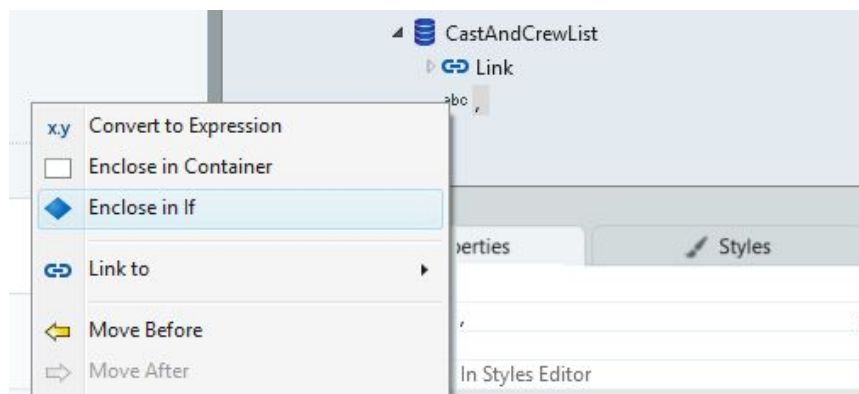 CastAndCrewList
Link
abc ,
x.y Convert to Expression
Enclose in Container
Enclose in If
Link to
Move Before
Move After
perties
Styles
,
In Styles Editor